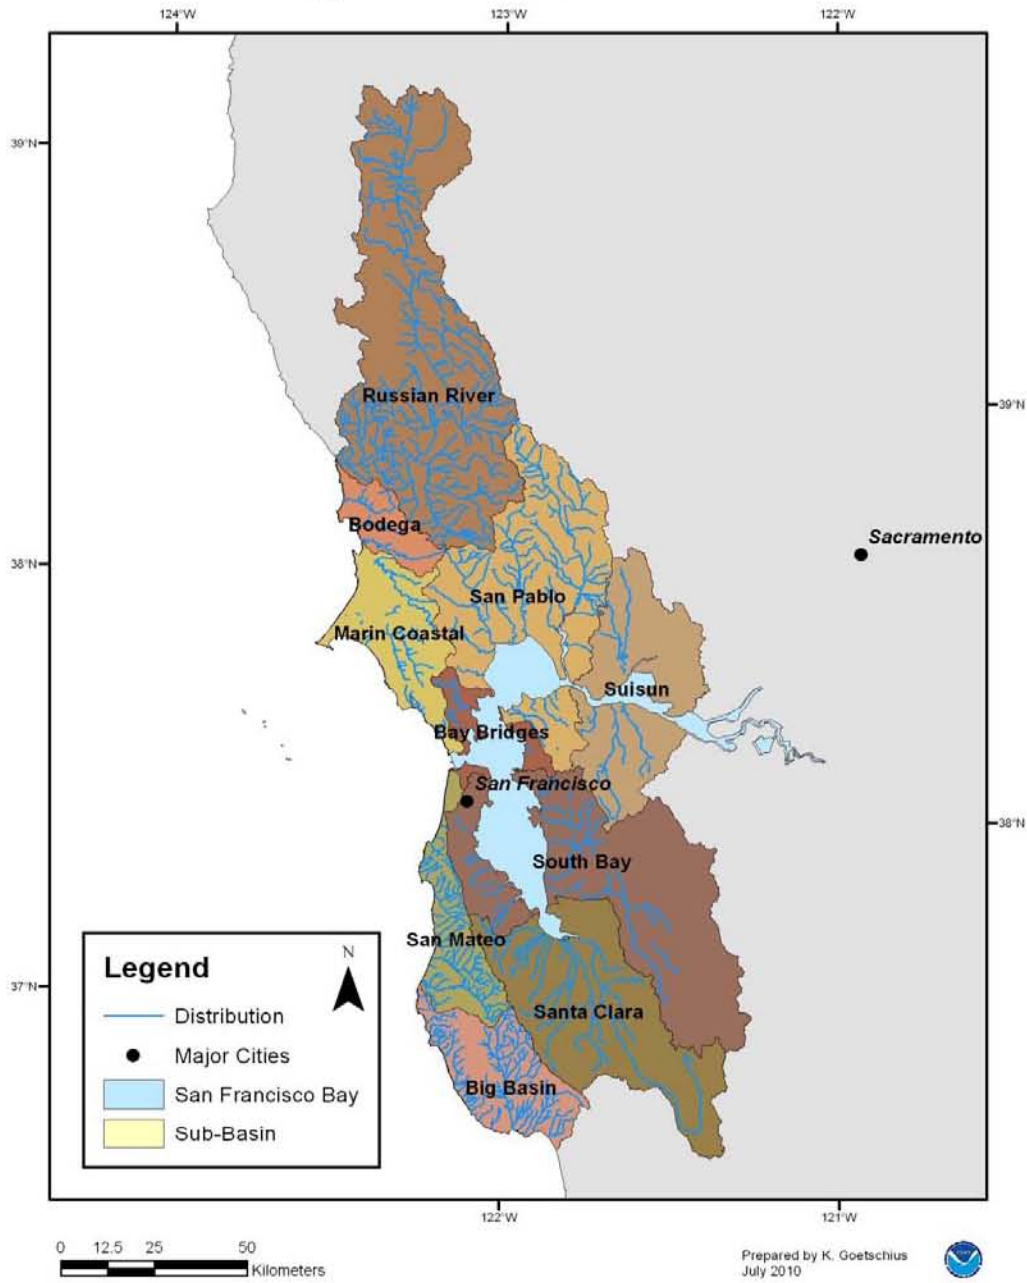 124°W 123°W 122°W
39°N
Russian River
39°N
Bodega
Sacramento
38°N
San Pablo
Marin Coastal
Suisun
Bay Bridges
San Francisco
38°N
South Bay
San Mateo
Legend
N
37°N
Santa Clara
Distribution
Major Cities
Big Basin
San Francisco Bay
Sub-Basin
122°W 121°W
0 12.5 25 50
Kilometers
Prepared by K. Goetschius
July 2010